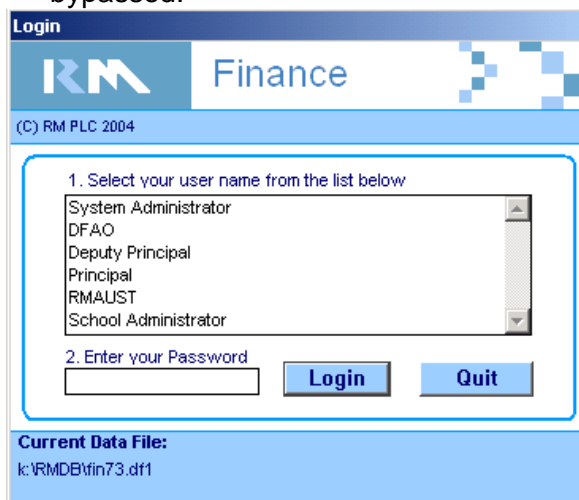 bypassed.
Login
RM Finance
(C) RM PLC 2004
1. Select your user name from the list below
System Administrator
DFAO
Deputy Principal
Principal
RMAUST
School Administrator
2. Enter your Password
Login Quit
Current Data File:
k:\RMDB\fin73.df1